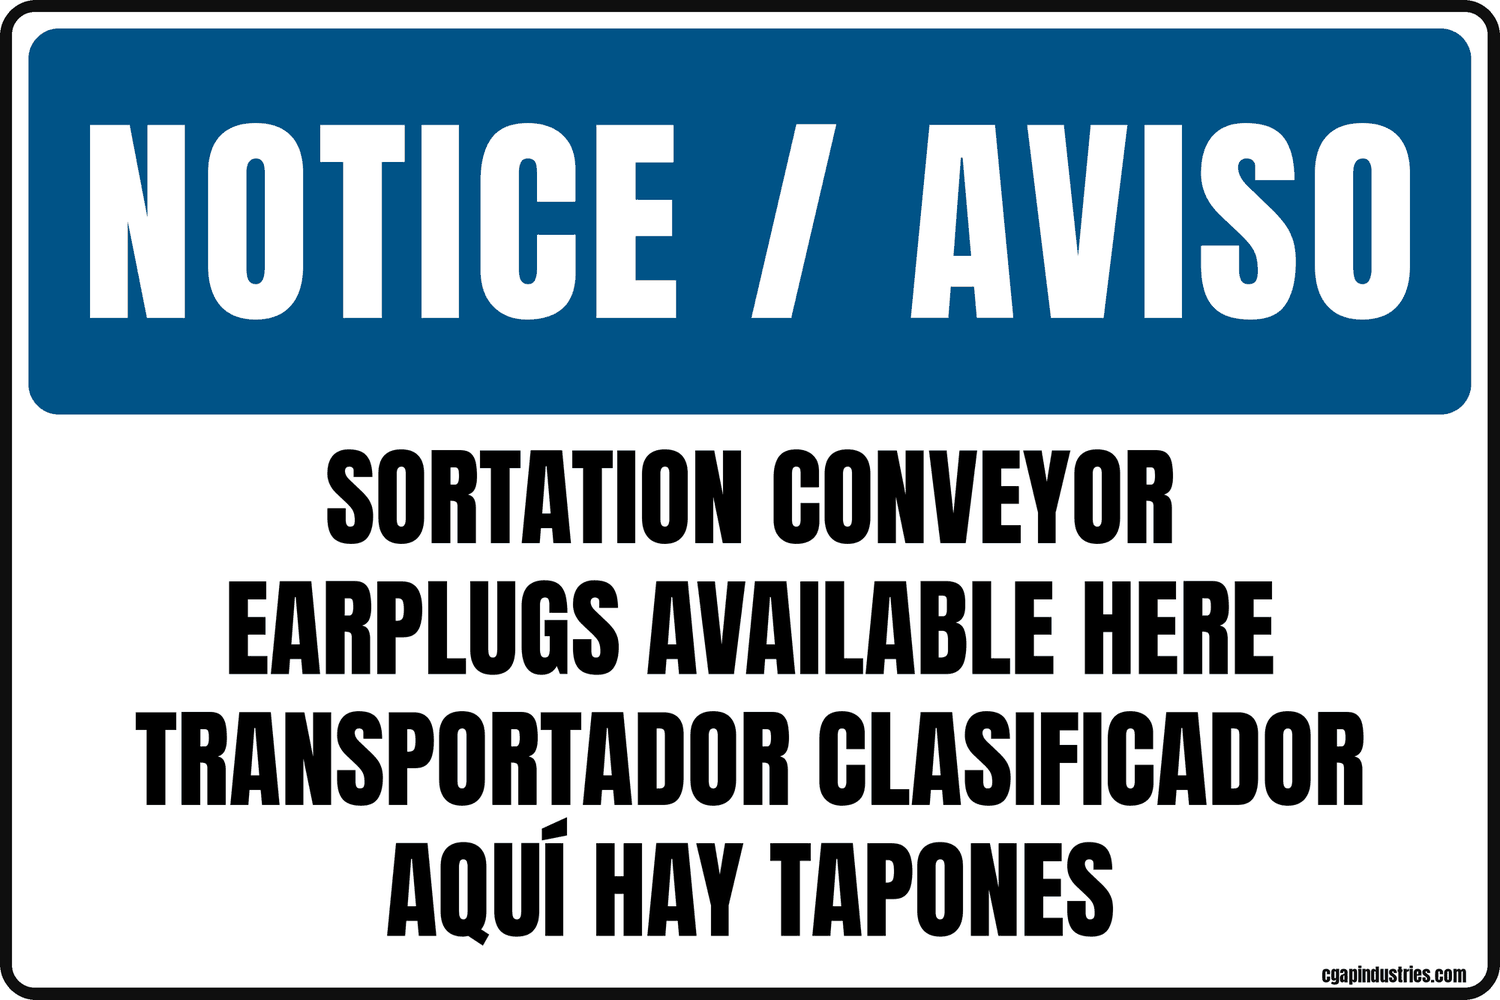 NOTICE / AVISO
SORTATION CONVEYOR
EARPLUGS AVAILABLE HERE
TRANSPORTADOR CLASIFICADOR
AQUÍ HAY TAPONES
cgapindustries.com